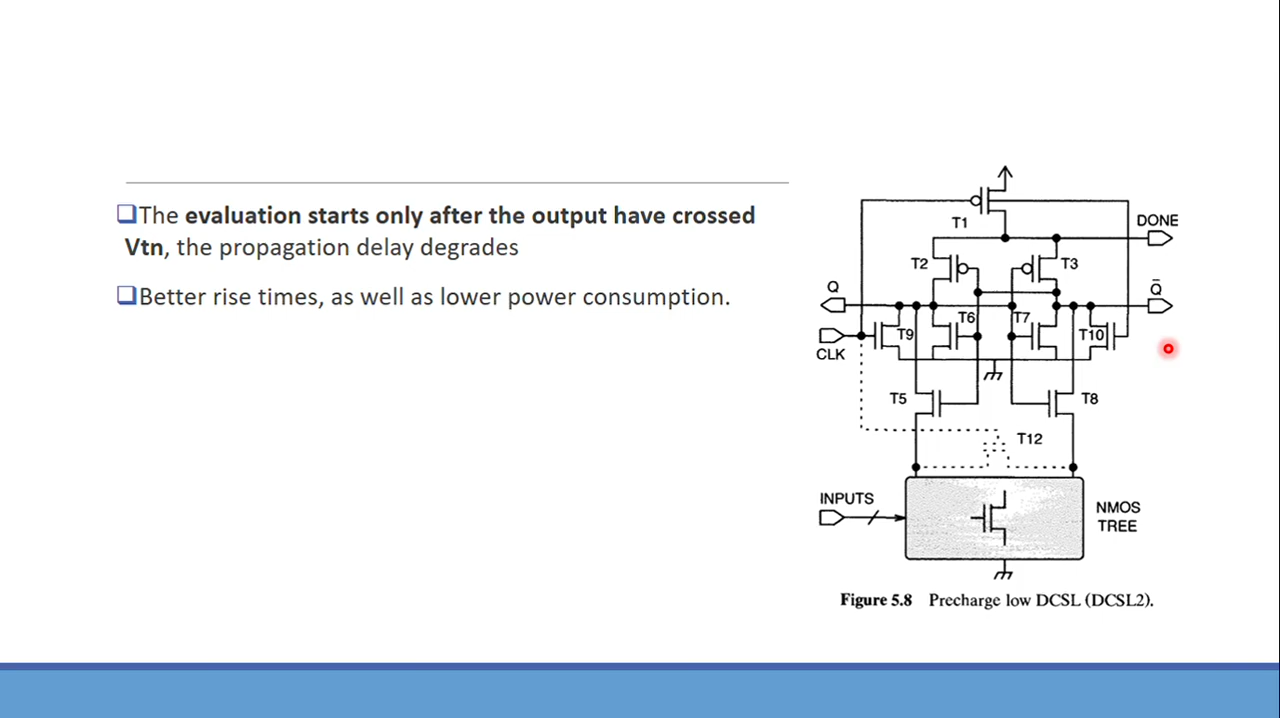 ❑The evaluation starts only after the output have crossed
Vtn, the propagation delay degrades
❑Better rise times, as well as lower power consumption.
T1
DONE
T2
T3
Q
Q̄
T6
T7
T9
T10
CLK
T5
T8
T12
INPUTS
NMOS
TREE
Figure 5.8 Precharge low DCSL (DCSL2).